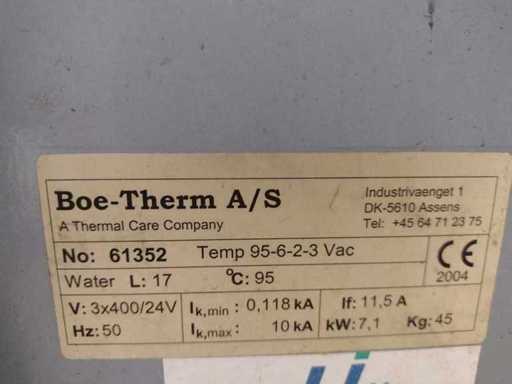 Boe-Therm A/S
A Thermal Care Company
Industrivaenget 1
DK-5610 Assens
Tel: +45 64 71 23 75
No: 61352 Temp 95-6-2-3 Vac
CE
2004
Water L: 17 °C: 95
V: 3x400/24V Ik,min : 0,118 kA If: 11,5 A
Hz: 50 Ik,max : 10 kA kW: 7,1 Kg: 45